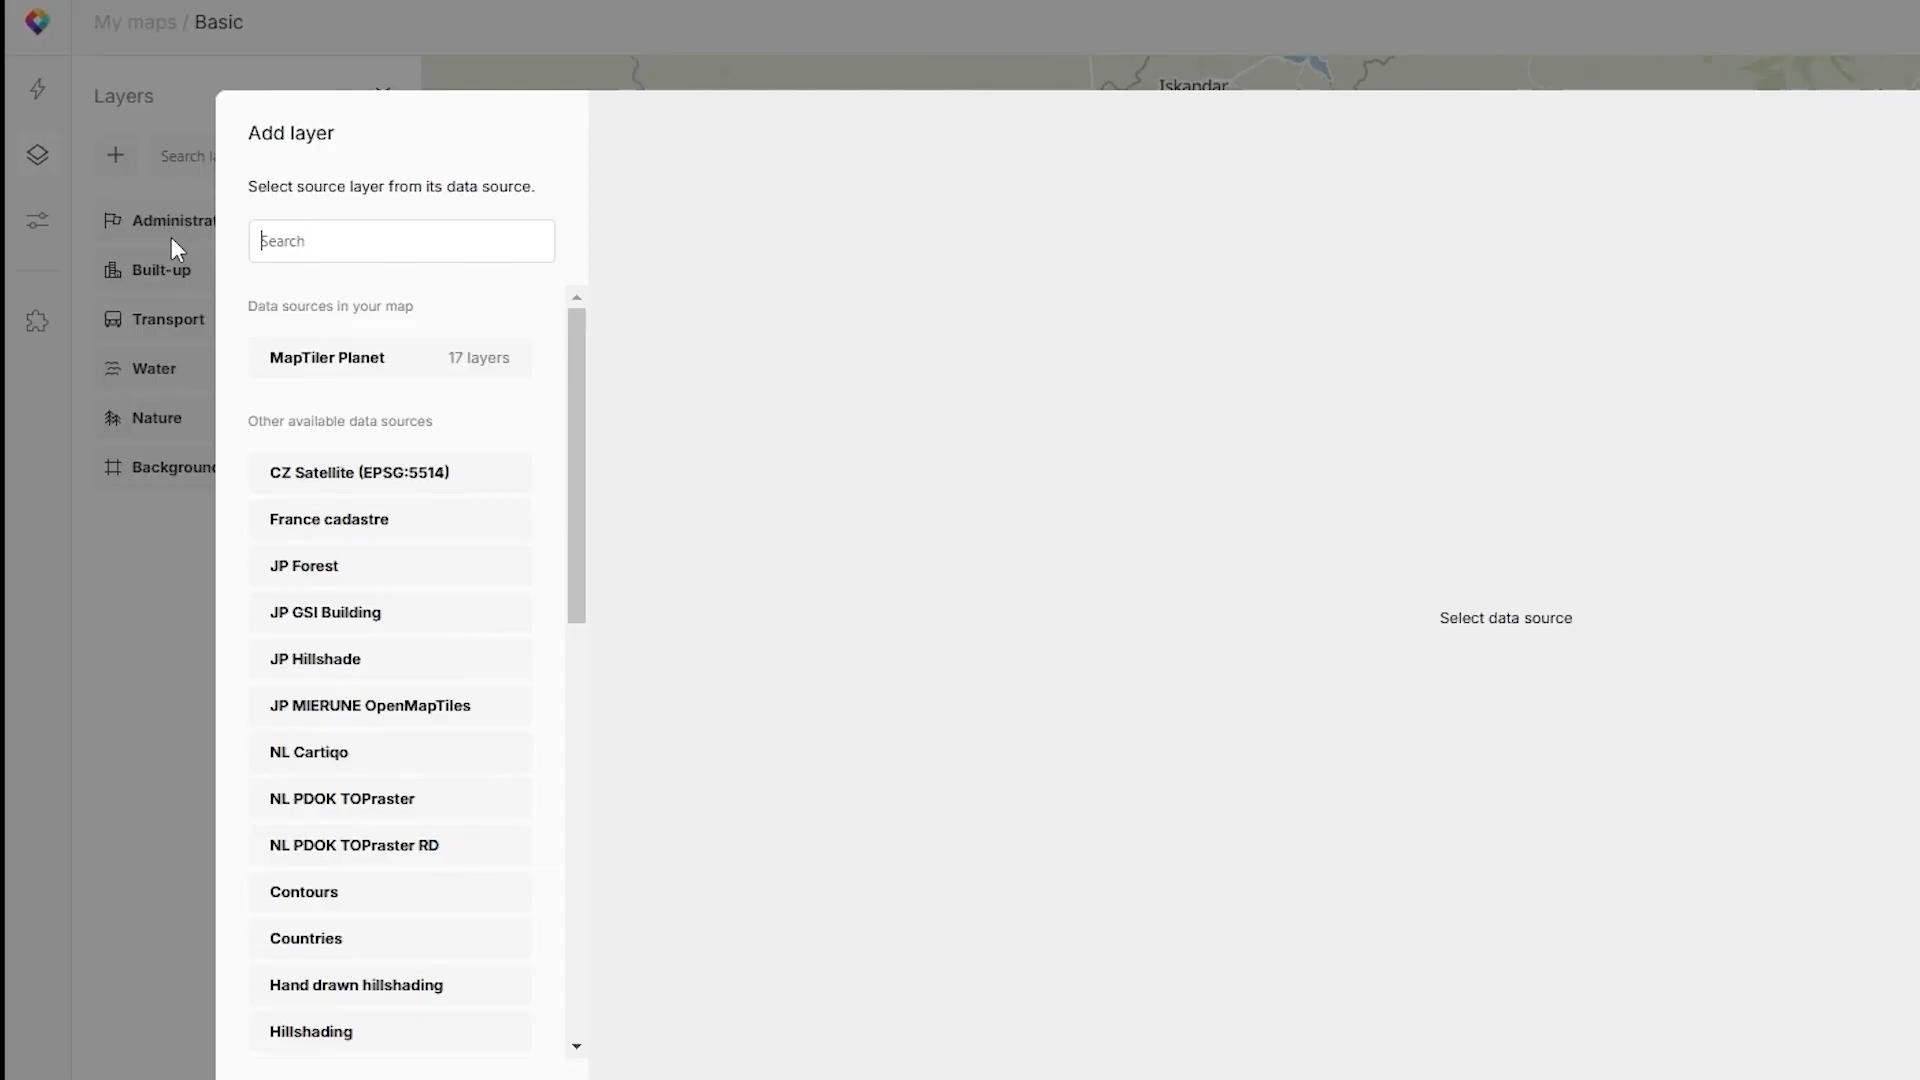 My maps / Basic
Iskandar
Layers
Add layer
Search la
Select source layer from its data source.
Administrat
Search
Built-up
Data sources in your map
Transport
MapTiler Planet 17 layers
Water
Nature
Other available data sources
Background
CZ Satellite (EPSG:5514)
France cadastre
JP Forest
JP GSI Building
Select data source
JP Hillshade
JP MIERUNE OpenMapTiles
NL Cartiqo
NL PDOK TOPraster
NL PDOK TOPraster RD
Contours
Countries
Hand drawn hillshading
Hillshading